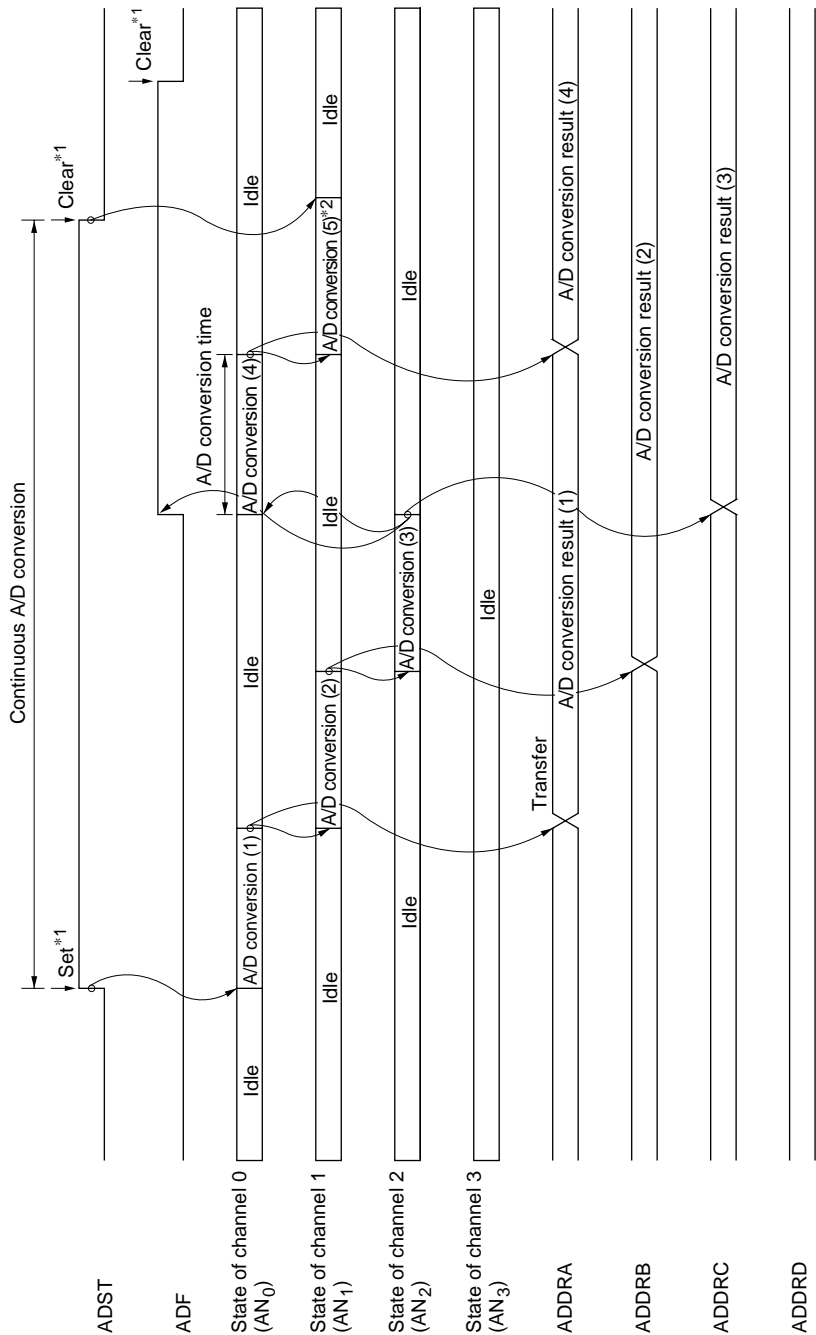 Continuous A/D conversion
Set*1
Clear*1
ADST
Clear*1
ADF
A/D conversion time
State of channel 0
(AN0)
Idle
A/D conversion (1)
Idle
A/D conversion (4)
Idle
State of channel 1
(AN1)
Idle
A/D conversion (2)
Idle
A/D conversion (5)*2
Idle
State of channel 2
(AN2)
Idle
A/D conversion (3)
Idle
State of channel 3
(AN3)
Idle
Transfer
ADDRA
A/D conversion result (1)
A/D conversion result (4)
ADDRB
A/D conversion result (2)
ADDRC
A/D conversion result (3)
ADDRD